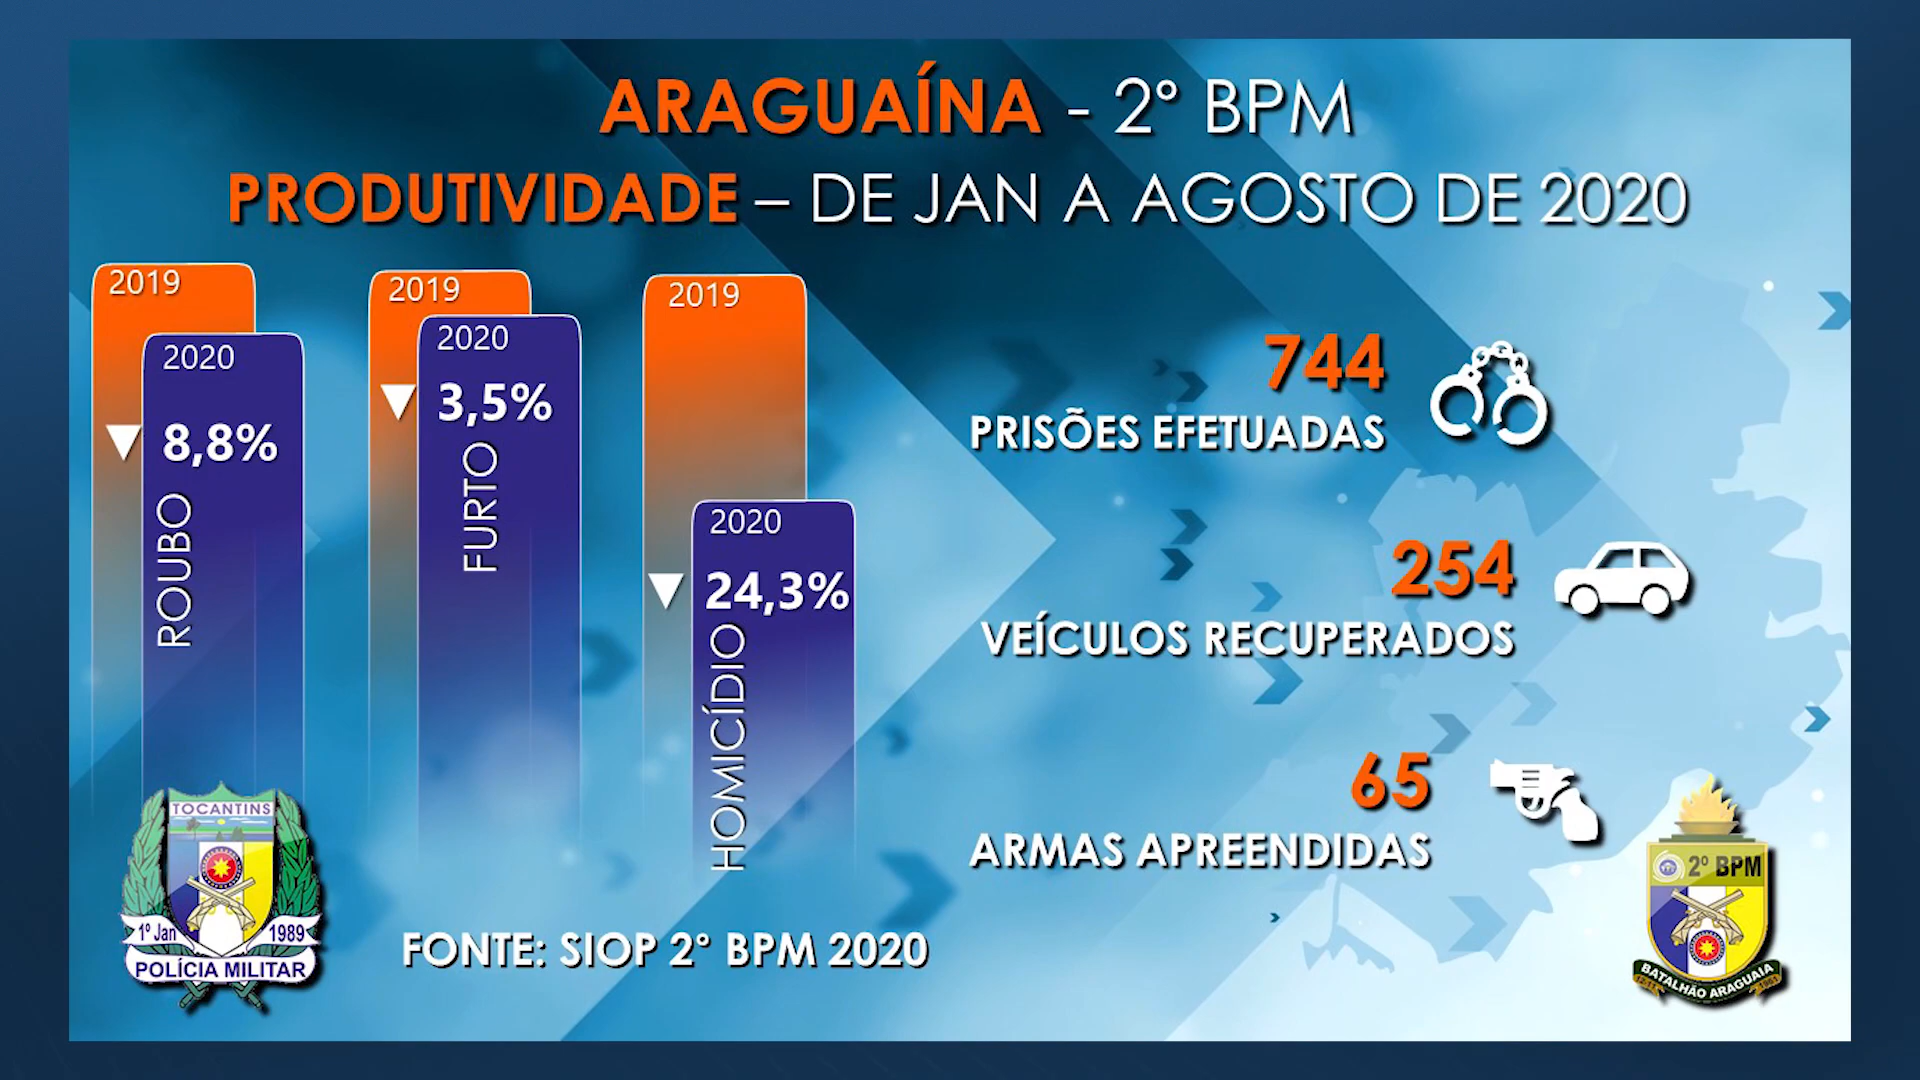 ARAGUAÍNA - 2° BPM
PRODUTIVIDADE – DE JAN A AGOSTO DE 2020
2019
2020
8,8%
ROUBO
2019
2020
3,5%
FURTO
2019
2020
24,3%
HOMICÍDIO
744
PRISÕES EFETUADAS
254
VEÍCULOS RECUPERADOS
65
ARMAS APREENDIDAS
TOCANTINS
1º Jan 1989
POLÍCIA MILITAR
FONTE: SIOP 2° BPM 2020
2º BPM
BATALHÃO ARAGUAIA